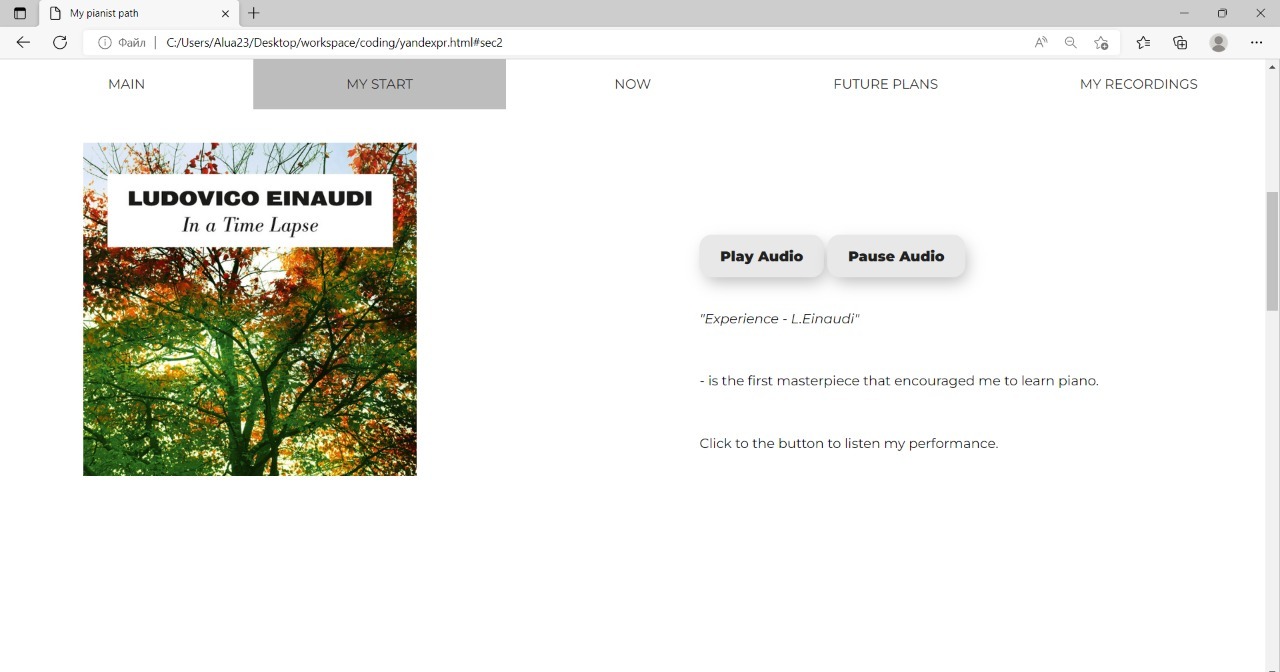 My pianist path
Файл | C:/Users/Alua23/Desktop/workspace/coding/yandexpr.html#sec2
MAIN MY START NOW FUTURE PLANS MY RECORDINGS
LUDOVICO EINAUDI
In a Time Lapse
Play Audio Pause Audio
"Experience - L.Einaudi"
- is the first masterpiece that encouraged me to learn piano.
Click to the button to listen my performance.